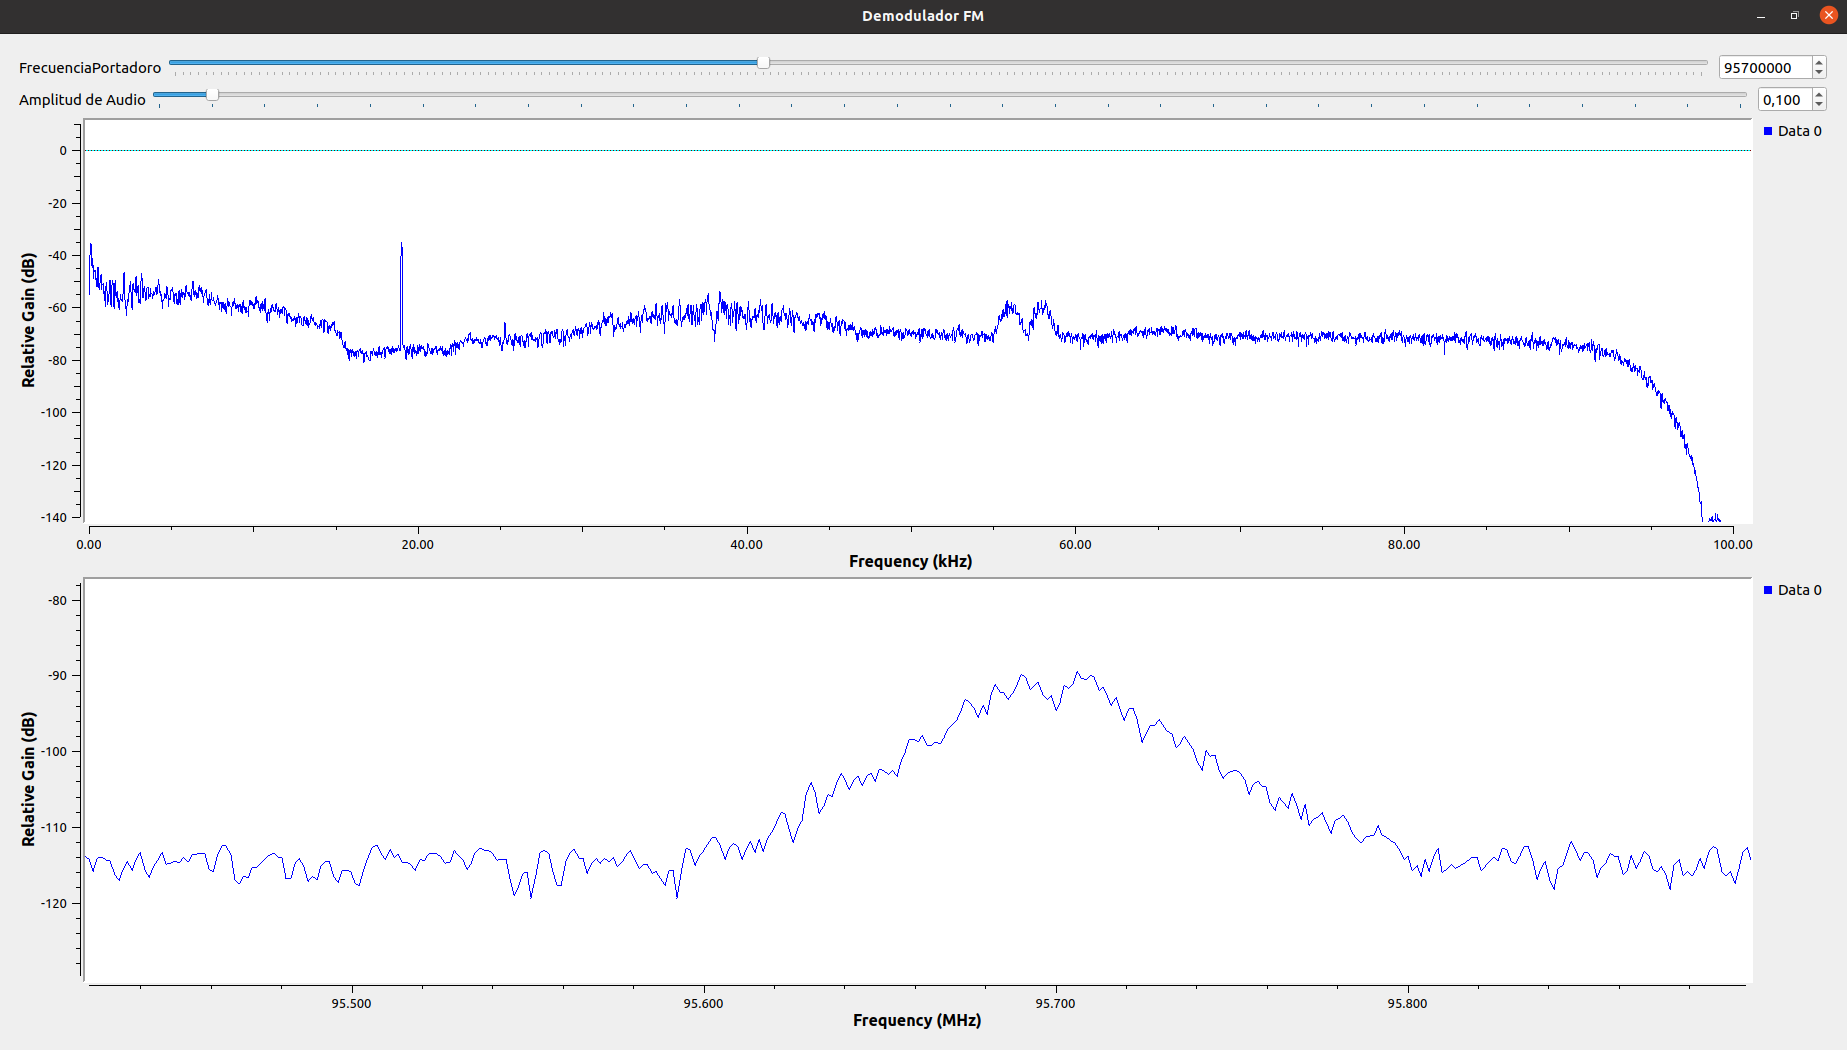 Demodulador FM
FrecuenciaPortadoro 95700000
Amplitud de Audio 0,100
Data 0
0
-20
-40
-60
-80
-100
-120
-140
Relative Gain (dB)
0.00 20.00 40.00 60.00 80.00 100.00
Frequency (kHz)
Data 0
-80
-90
-100
-110
-120
Relative Gain (dB)
95.500 95.600 95.700 95.800
Frequency (MHz)